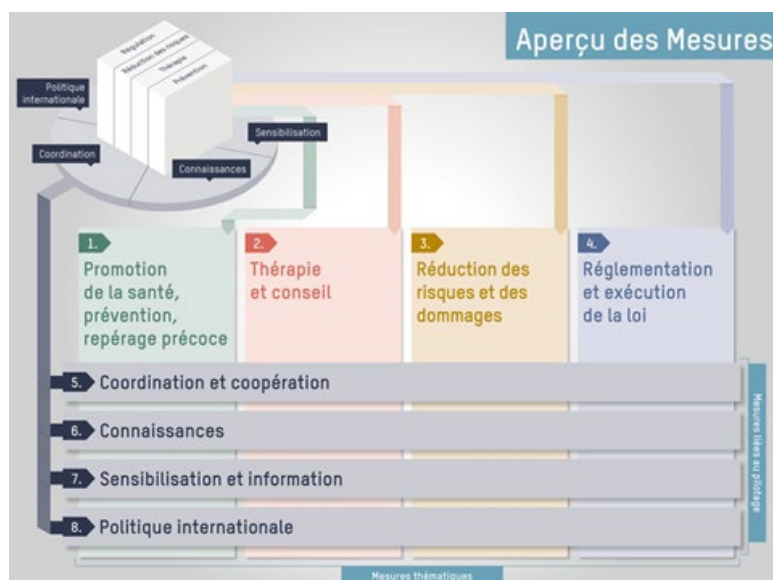 Aperçu des Mesures
Régulation
Réduction des risques
Thérapie
Prévention
Politique
internationale
Sensibilisation
Coordination
Connaissances
1.
Promotion
de la santé,
prévention,
repérage précoce
2.
Thérapie
et conseil
3.
Réduction des
risques et des
dommages
4.
Réglementation
et exécution
de la loi
5. Coordination et coopération
6. Connaissances
7. Sensibilisation et information
8. Politique internationale
Mesures liées au pilotage
Mesures thématiques